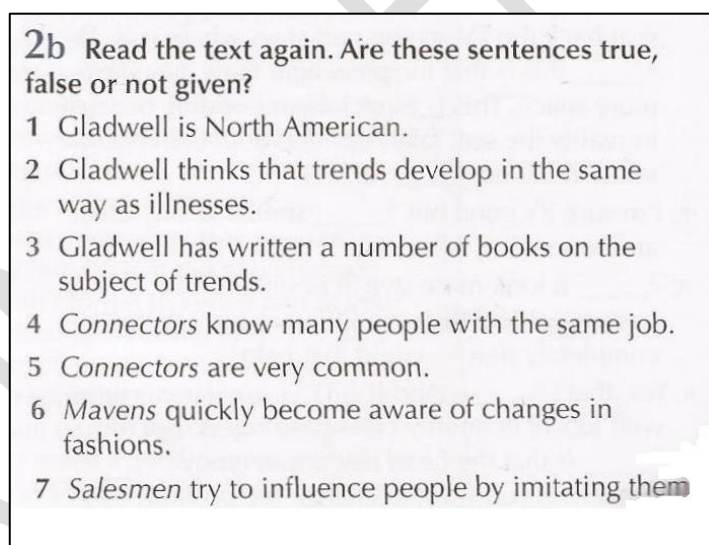 2b Read the text again. Are these sentences true,
false or not given?
1 Gladwell is North American.
2 Gladwell thinks that trends develop in the same
way as illnesses.
3 Gladwell has written a number of books on the
subject of trends.
4 Connectors know many people with the same job.
5 Connectors are very common.
6 Mavens quickly become aware of changes in
fashions.
7 Salesmen try to influence people by imitating them